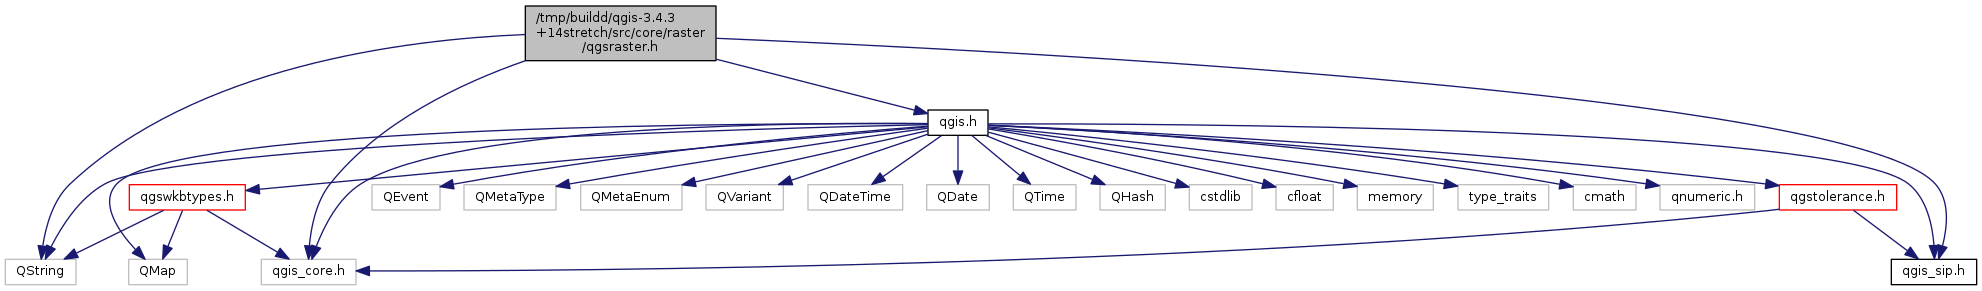 /tmp/buildd/qgis-3.4.3
+14stretch/src/core/raster
/qgsraster.h
qgis.h
qgswkbtypes.h
QEvent
QMetaType
QMetaEnum
QVariant
QDateTime
QDate
QTime
QHash
cstdlib
cfloat
memory
type_traits
cmath
qnumeric.h
qgstolerance.h
QString
QMap
qgis_core.h
qgis_sip.h